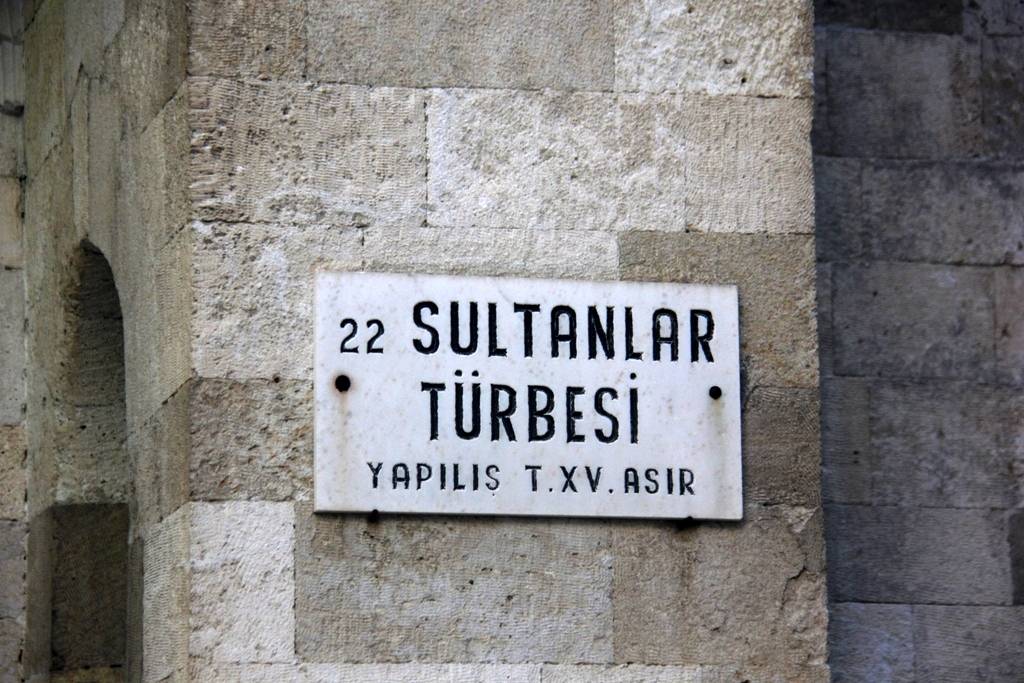 22 SULTANLAR
TÜRBESİ
YAPILIŞ T.XV.ASIR